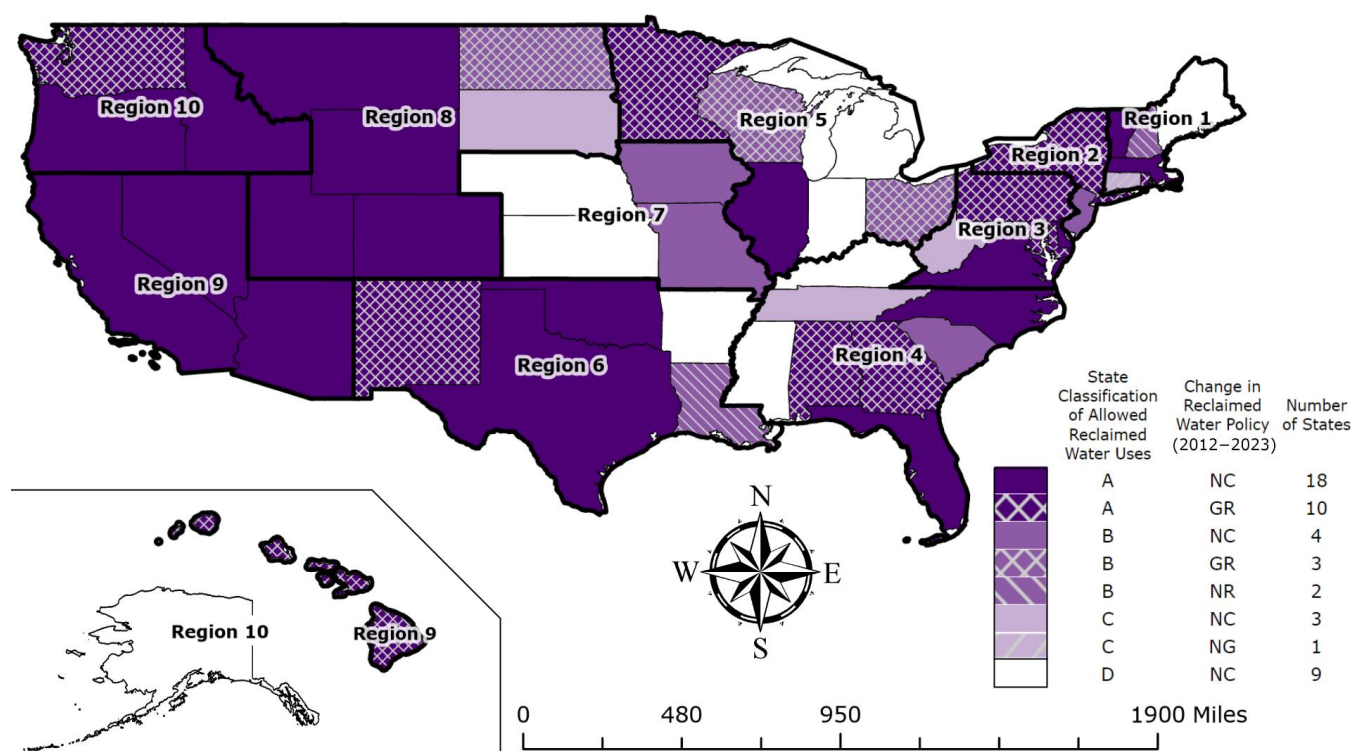 Region 1
Region 10
Region 8
Region 5
Region 2
Region 7
Region 3
Region 9
Region 4
Region 6
State Classification of Allowed Reclaimed Water Uses
Change in Reclaimed Water Policy (2012−2023)
Number of States
A NC 18
A GR 10
B NC 4
B GR 3
B NR 2
C NC 3
C NG 1
D NC 9
N
W E
S
Region 10
Region 9
0 480 950 1900 Miles